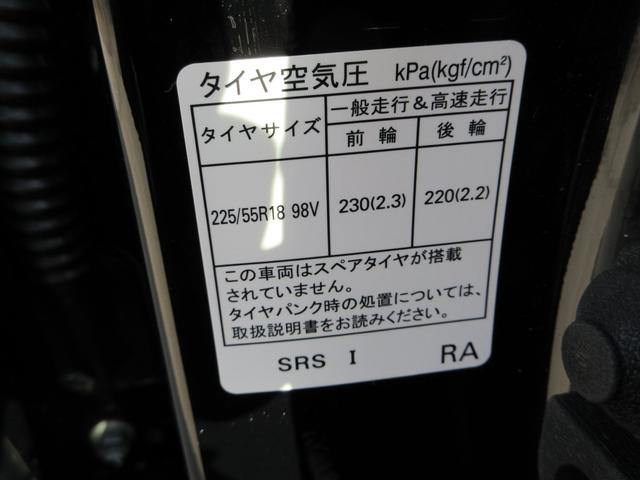 タイヤ空気圧 kPa(kgf/cm²)
タイヤサイズ 一般走行&高速走行
前輪 後輪
225/55R18 98V 230(2.3) 220(2.2)
この車両はスペアタイヤが搭載
されていません。
タイヤパンク時の処置については、
取扱説明書をお読みください。
SRS I RA